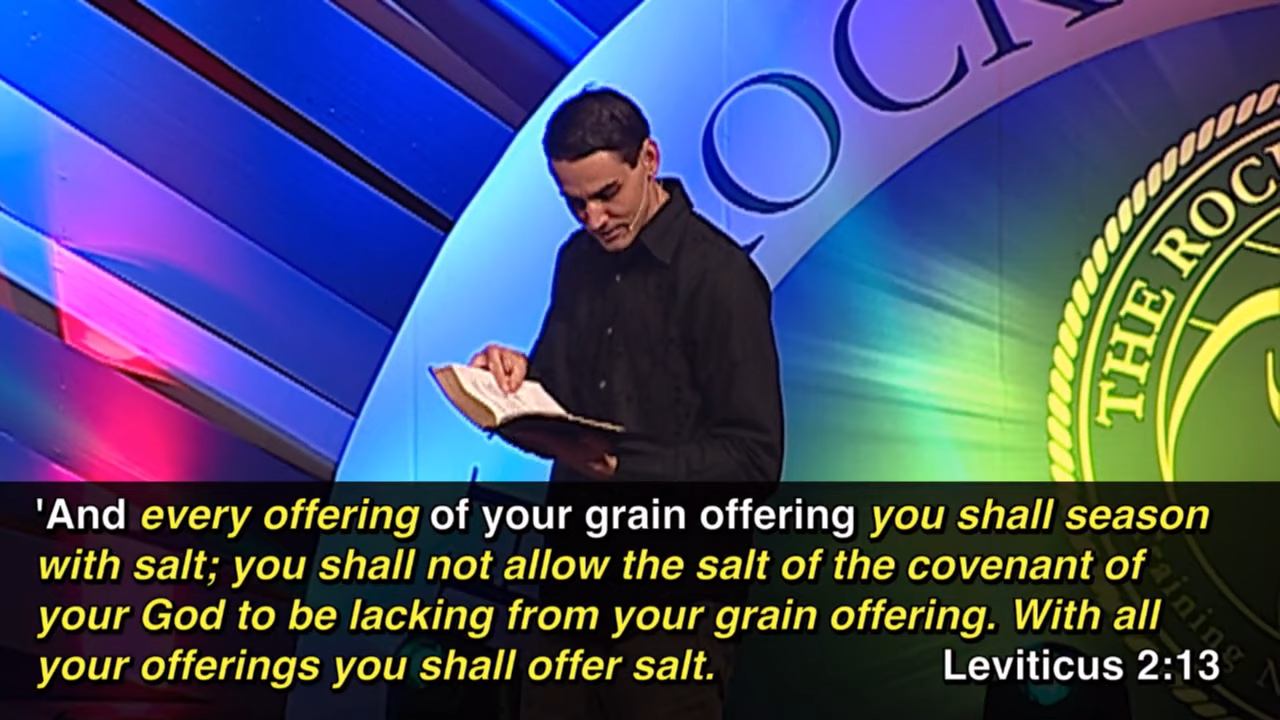 ROCK
THE ROCK
'And every offering of your grain offering you shall season
with salt; you shall not allow the salt of the covenant of
your God to be lacking from your grain offering. With all
your offerings you shall offer salt.
Leviticus 2:13